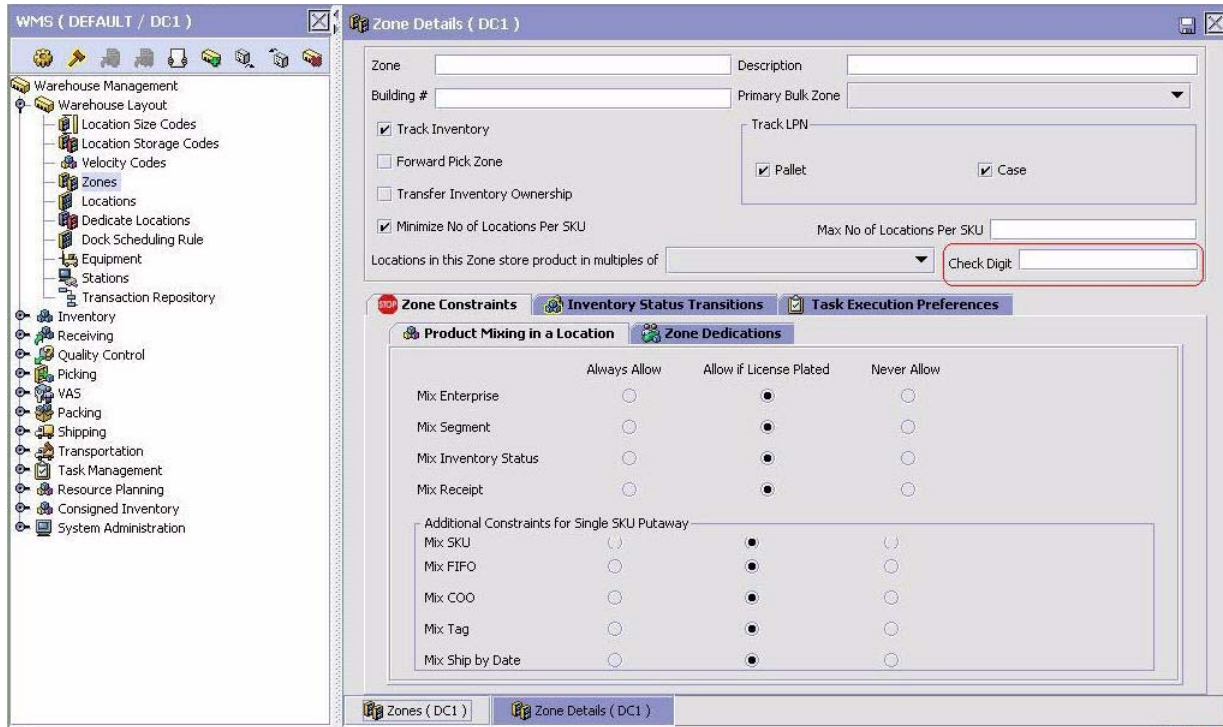 WMS ( DEFAULT / DC1 )
Warehouse Management
Warehouse Layout
Location Size Codes
Location Storage Codes
Velocity Codes
Zones
Locations
Dedicate Locations
Dock Scheduling Rule
Equipment
Stations
Transaction Repository
Inventory
Receiving
Quality Control
Picking
VAS
Packing
Shipping
Transportation
Task Management
Resource Planning
Consigned Inventory
System Administration
Zone Details ( DC1 )
Zone Description
Building # Primary Bulk Zone
Track Inventory Track LPN
Forward Pick Zone Pallet Case
Transfer Inventory Ownership
Minimize No of Locations Per SKU Max No of Locations Per SKU
Locations in this Zone store product in multiples of Check Digit
STOP Zone Constraints Inventory Status Transitions Task Execution Preferences
Product Mixing in a Location Zone Dedications
Always Allow Allow if License Plated Never Allow
Mix Enterprise
Mix Segment
Mix Inventory Status
Mix Receipt
Additional Constraints for Single SKU Putaway
Mix SKU
Mix FIFO
Mix COO
Mix Tag
Mix Ship by Date
Zones ( DC1 ) Zone Details ( DC1 )